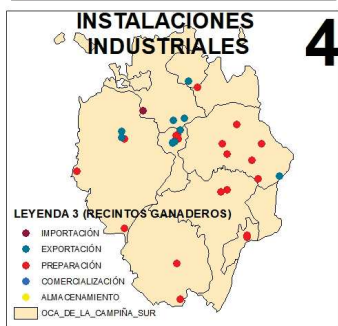 INSTALACIONES
INDUSTRIALES
4
LEYENDA 3 (RECINTOS GANADEROS)
IMPORTACIÓN
EXPORTACIÓN
PREPARACIÓN
COMERCIALIZACIÓN
ALMACENAMIENTO
OCA_DE_LA_CAMPIÑA_SUR